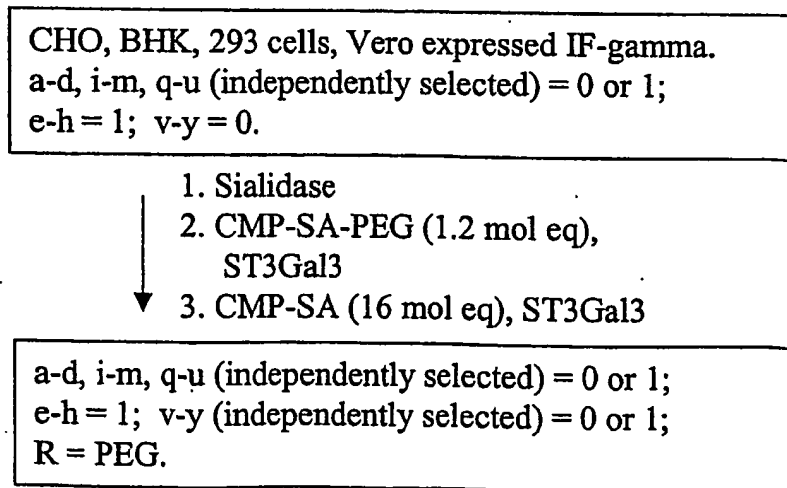 CHO, BHK, 293 cells, Vero expressed IF-gamma.
a-d, i-m, q-u (independently selected) = 0 or 1;
e-h = 1; v-y = 0.
1. Sialidase
2. CMP-SA-PEG (1.2 mol eq),
ST3Gal3
3. CMP-SA (16 mol eq), ST3Gal3
a-d, i-m, q-u (independently selected) = 0 or 1;
e-h = 1; v-y (independently selected) = 0 or 1;
R = PEG.